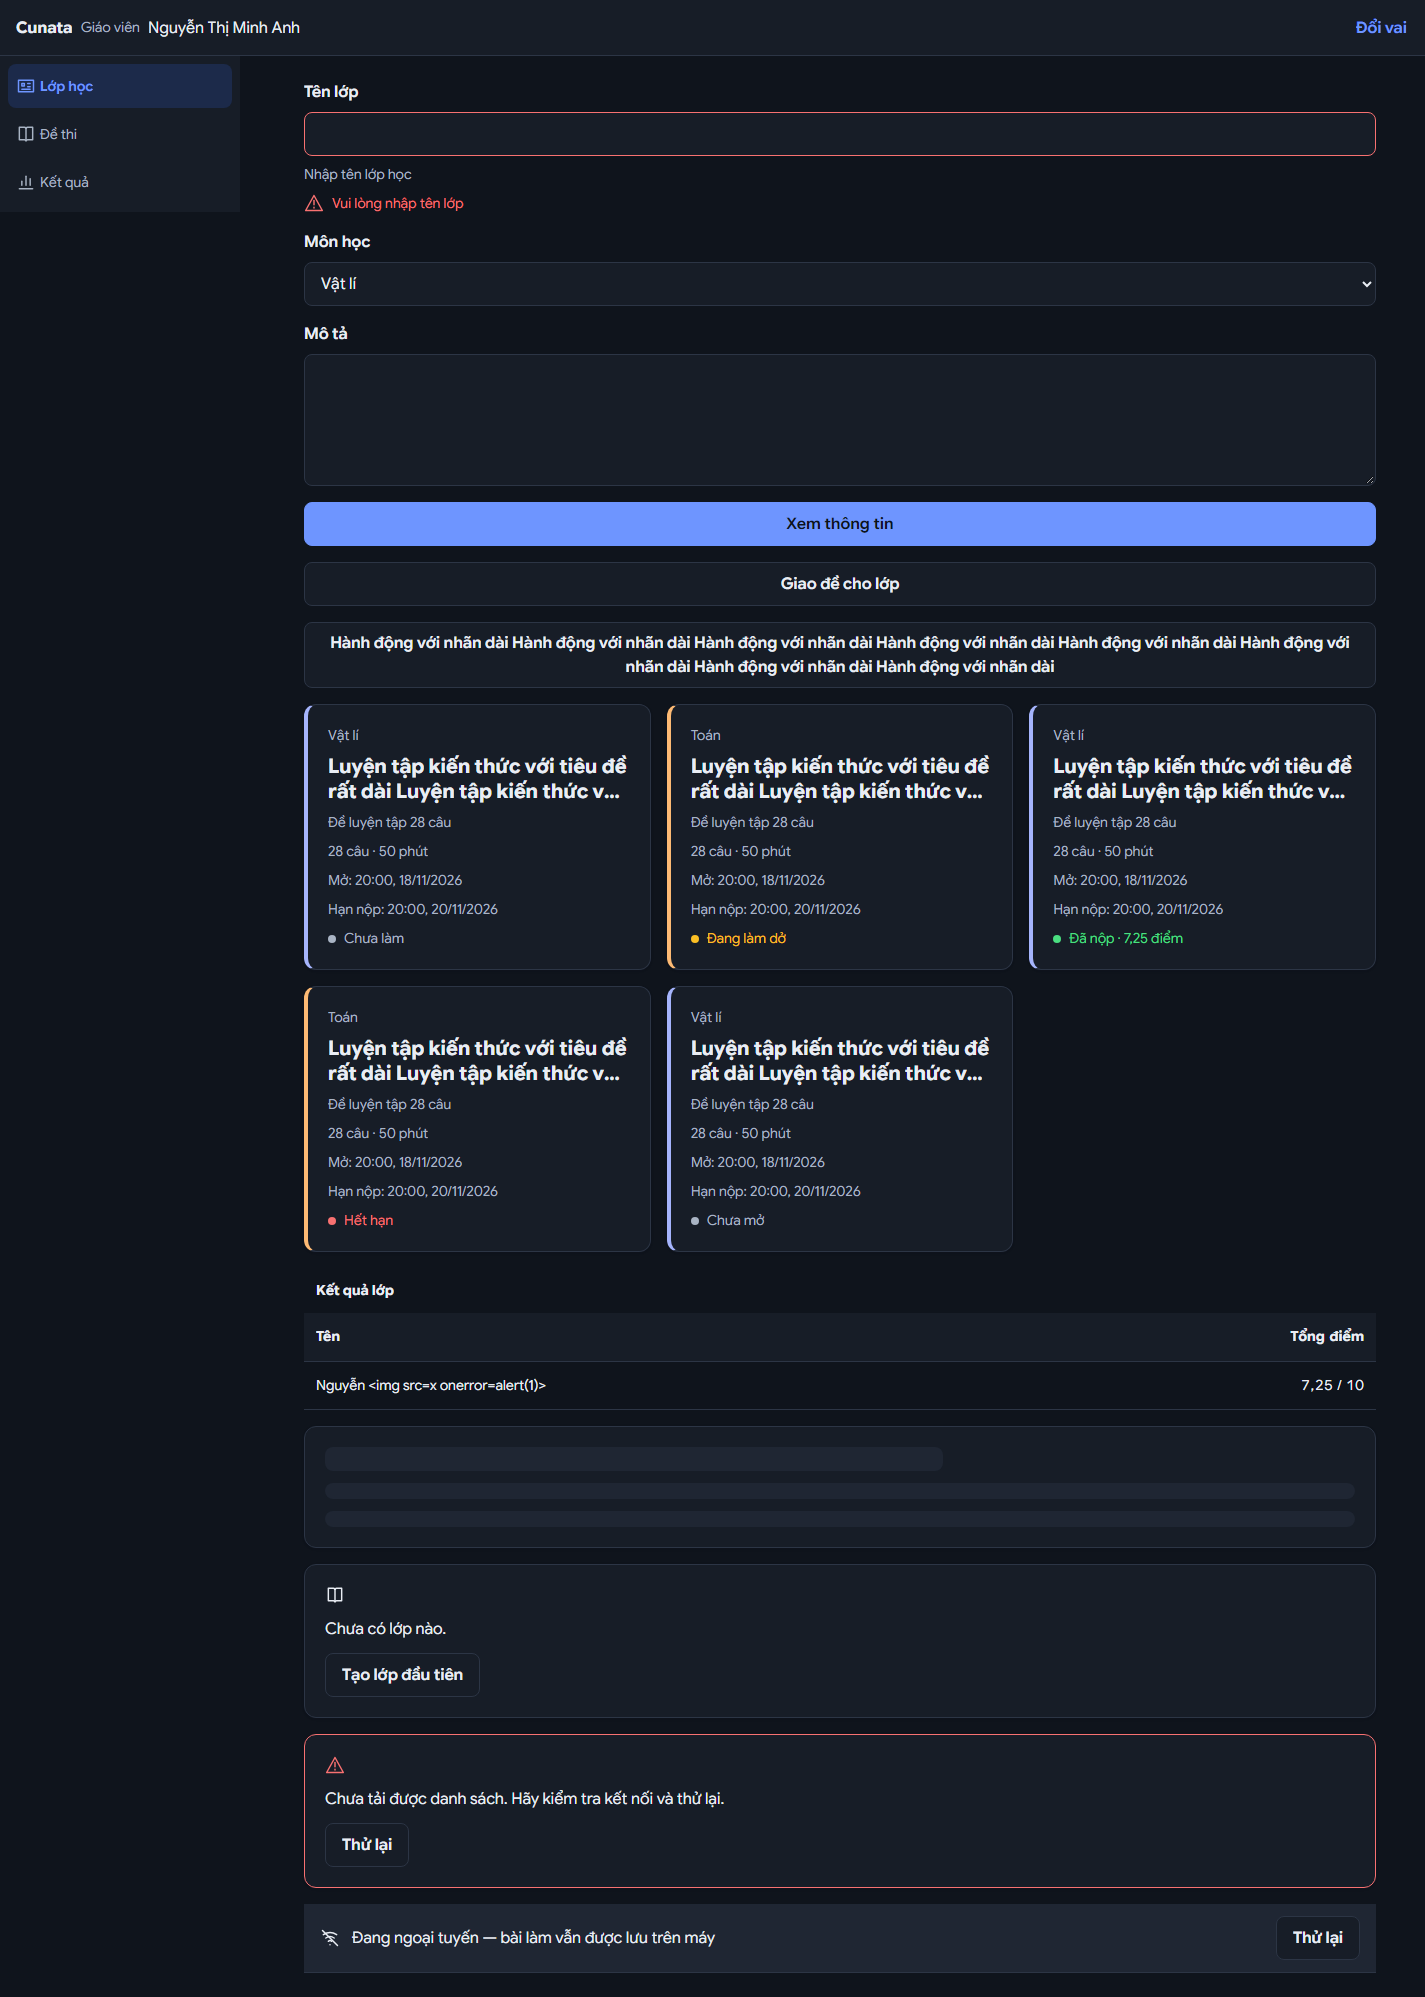 Cunata Giáo viên Nguyễn Thị Minh Anh
Đổi vai
Lớp học
Đề thi
Kết quả
Tên lớp
Nhập tên lớp học
Vui lòng nhập tên lớp
Môn học
Vật lí
Mô tả
Xem thông tin
Giao đề cho lớp
Hành động với nhãn dài Hành động với nhãn dài Hành động với nhãn dài Hành động với nhãn dài Hành động với nhãn dài Hành động với
nhãn dài Hành động với nhãn dài Hành động với nhãn dài
Vật lí
Luyện tập kiến thức với tiêu đề
rất dài Luyện tập kiến thức v...
Đề luyện tập 28 câu
28 câu · 50 phút
Mở: 20:00, 18/11/2026
Hạn nộp: 20:00, 20/11/2026
Chưa làm
Toán
Luyện tập kiến thức với tiêu đề
rất dài Luyện tập kiến thức v...
Đề luyện tập 28 câu
28 câu · 50 phút
Mở: 20:00, 18/11/2026
Hạn nộp: 20:00, 20/11/2026
Đang làm dở
Vật lí
Luyện tập kiến thức với tiêu đề
rất dài Luyện tập kiến thức v...
Đề luyện tập 28 câu
28 câu · 50 phút
Mở: 20:00, 18/11/2026
Hạn nộp: 20:00, 20/11/2026
Đã nộp · 7,25 điểm
Toán
Luyện tập kiến thức với tiêu đề
rất dài Luyện tập kiến thức v...
Đề luyện tập 28 câu
28 câu · 50 phút
Mở: 20:00, 18/11/2026
Hạn nộp: 20:00, 20/11/2026
Hết hạn
Vật lí
Luyện tập kiến thức với tiêu đề
rất dài Luyện tập kiến thức v...
Đề luyện tập 28 câu
28 câu · 50 phút
Mở: 20:00, 18/11/2026
Hạn nộp: 20:00, 20/11/2026
Chưa mở
Kết quả lớp
Tên Tổng điểm
Nguyễn <img src=x onerror=alert(1)> 7,25 / 10
Chưa có lớp nào.
Tạo lớp đầu tiên
Chưa tải được danh sách. Hãy kiểm tra kết nối và thử lại.
Thử lại
Đang ngoại tuyến — bài làm vẫn được lưu trên máy
Thử lại